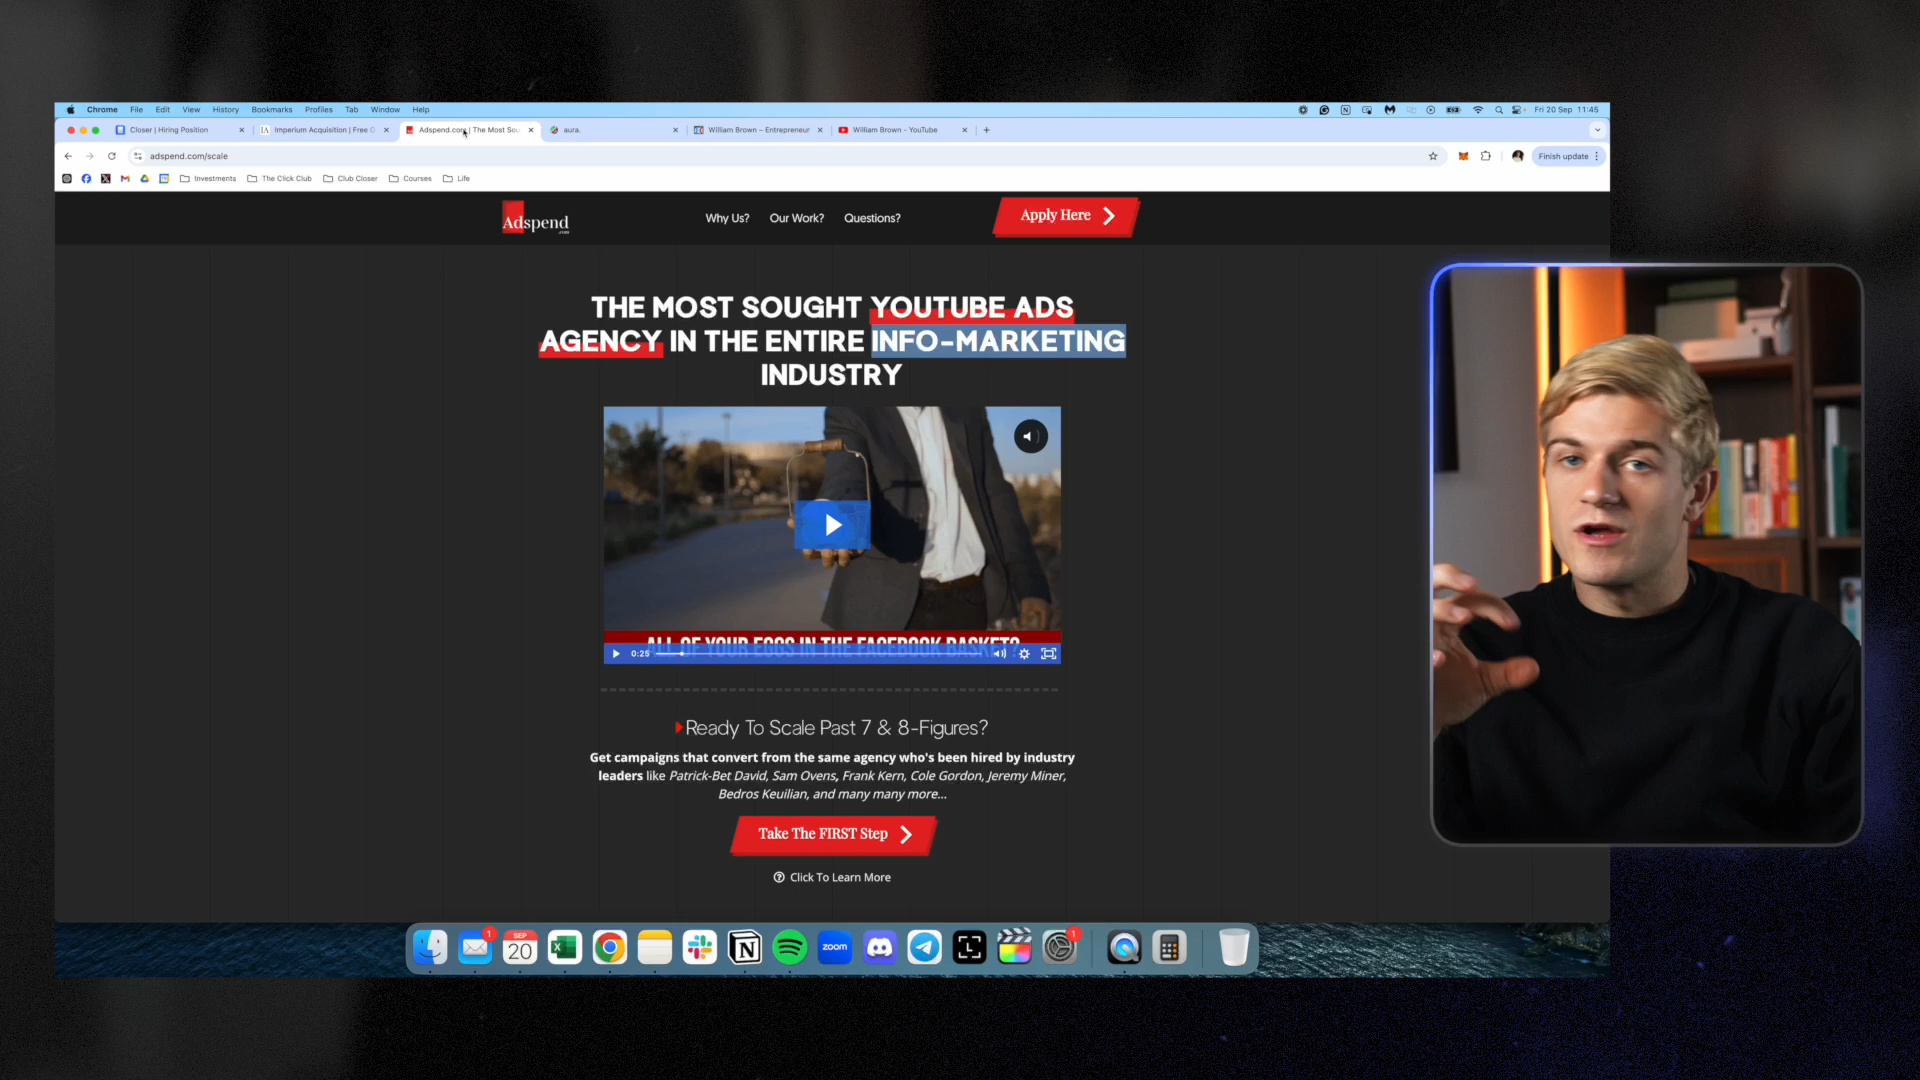 Chrome File Edit View History Bookmarks Profiles Tab Window Help
Fri 20 Sep 11:45
Closer | Hiring Position
Imperium Acquisition | Free
Adspend.com | The Most Sou
aura.
William Brown – Entrepreneur
William Brown - YouTube
adspend.com/scale
Finish update
Investments
The Click Club
Club Closer
Courses
Life
Adspend
.com
Why Us?
Our Work?
Questions?
Apply Here
THE MOST SOUGHT YOUTUBE ADS
AGENCY IN THE ENTIRE INFO-MARKETING
INDUSTRY
ALL OF YOUR EGGS IN THE FACEBOOK BASKET?
0:25
Ready To Scale Past 7 & 8-Figures?
Get campaigns that convert from the same agency who's been hired by industry
leaders like Patrick-Bet David, Sam Ovens, Frank Kern, Cole Gordon, Jeremy Miner,
Bedros Keuilian, and many many more...
Take The FIRST Step
Click To Learn More
1
SEP
20
zoom
1